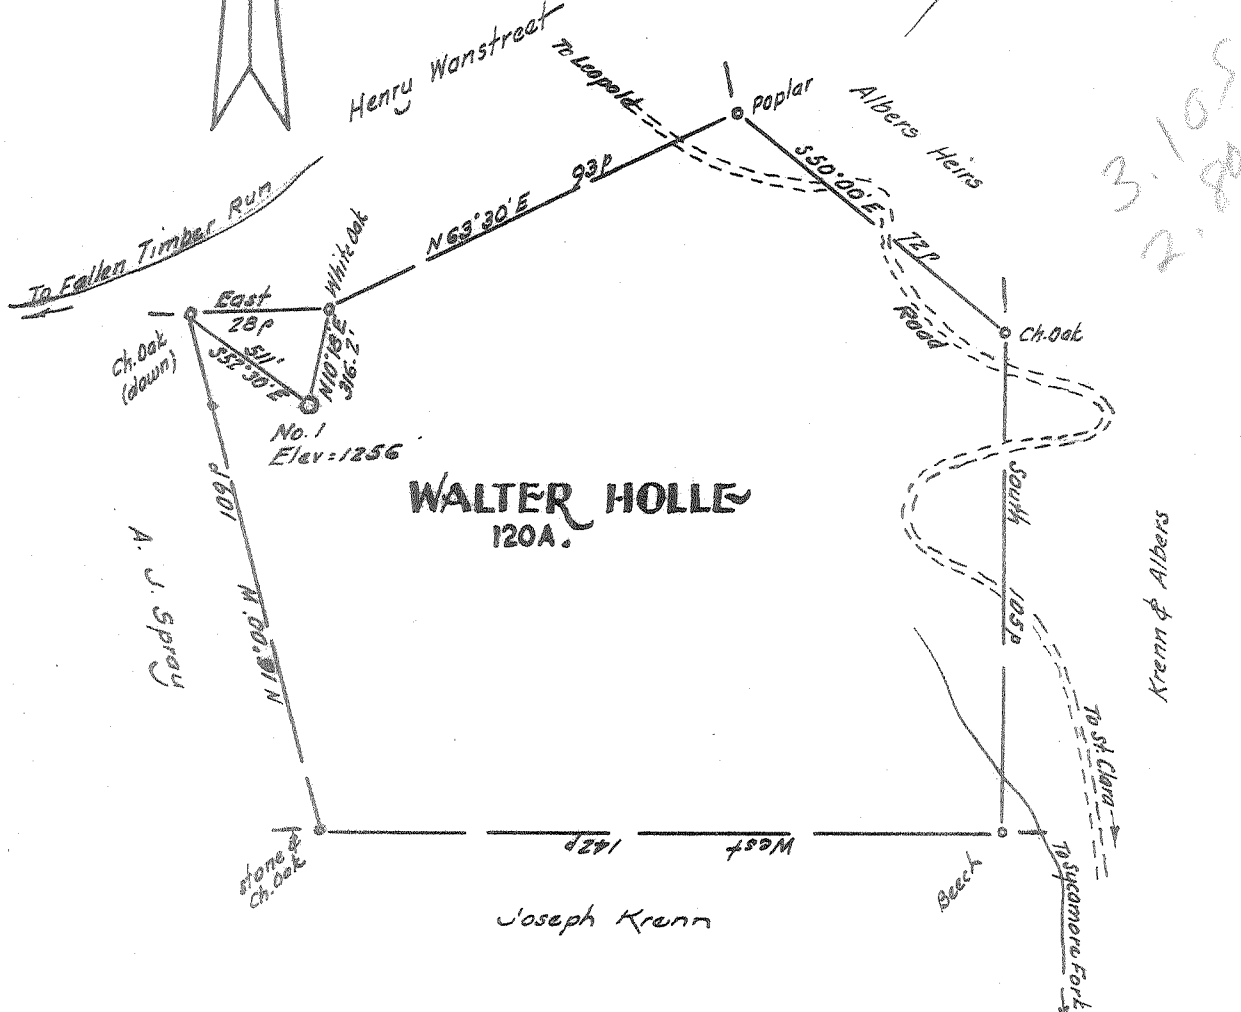 Henry Wanstreet
To Leopold
Poplar
Albers Heirs
3.105
2.80
S50°00'E
72p
93p
N63°30'E
White Oak
To Fallen Timber Run
East
28p
Ch. Oak
(down)
511'
S52°30'E
N10°18'E
316.2'
No. 1
Elev = 1256
Road
Ch. Oak
WALTER HOLLE
120A.
South
105p
109p
A. J. Spray
Krenn & Albers
To St. Clara
142p
West
stone &
Ch. Oak
Beech
To Sycamore Fork
Joseph Krenn